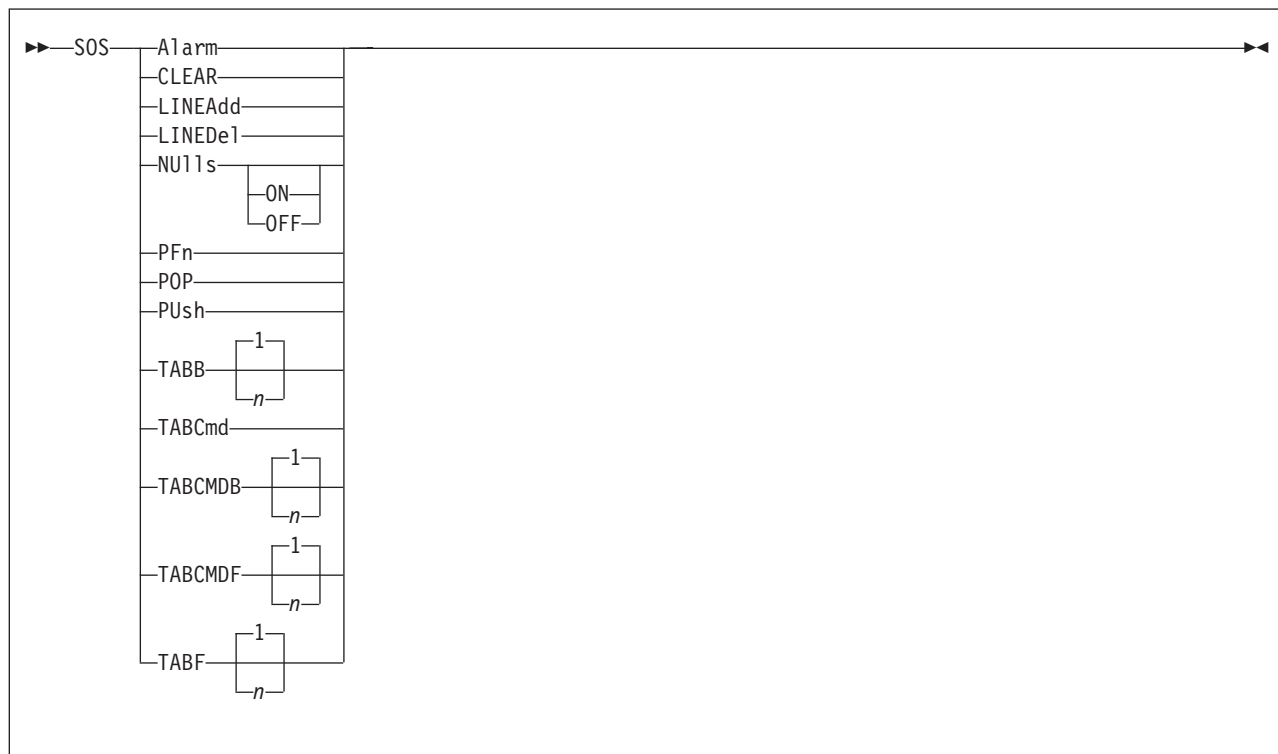 SOS Alarm
CLEAR
LINEAdd
LINEDel
NUlls
ON
OFF
PFn
POP
PUsh
1
TABB
n
TABCmd
1
TABCMDB
n
1
TABCMDF
n
1
TABF
n